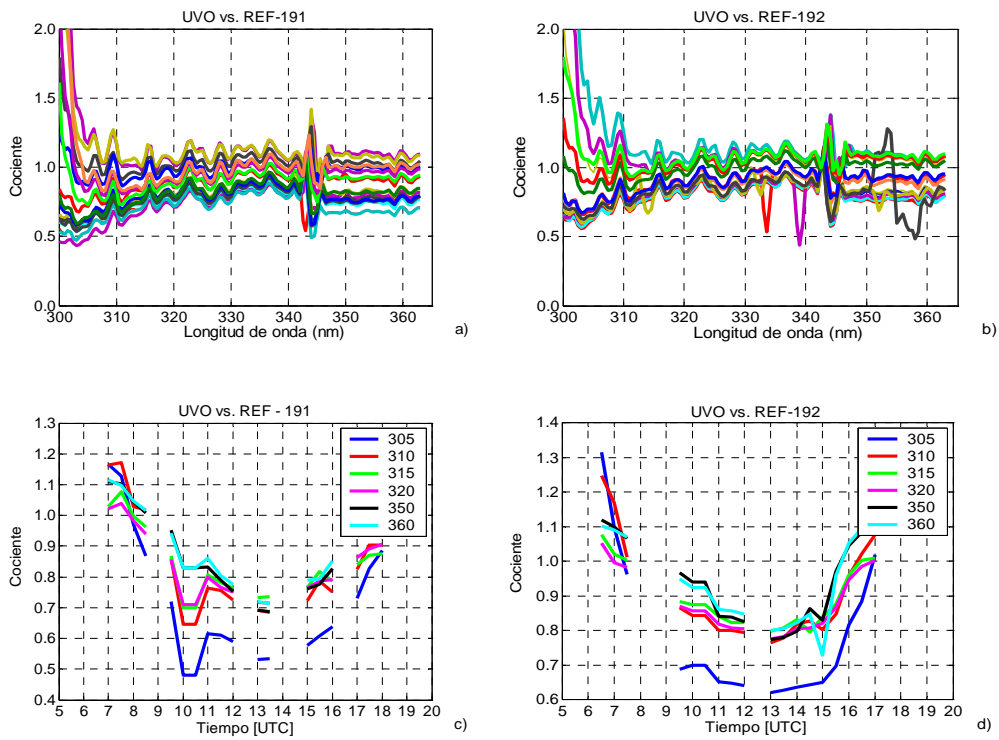 UVO vs. REF-191
2.0
1.5
1.0
0.5
0.0
Cociente
300 310 320 330 340 350 360
Longitud de onda (nm)
a)
UVO vs. REF-192
2.0
1.5
1.0
0.5
0.0
Cociente
300 310 320 330 340 350 360
Longitud de onda (nm)
b)
UVO vs. REF - 191
1.3
1.2
1.1
1.0
0.9
0.8
0.7
0.6
0.5
0.4
Cociente
305
310
315
320
350
360
5 6 7 8 9 10 11 12 13 14 15 16 17 18 19 20
Tiempo [UTC]
c)
UVO vs. REF-192
1.4
1.3
1.2
1.1
1.0
0.9
0.8
0.7
0.6
Cociente
305
310
315
320
350
360
5 6 7 8 9 10 11 12 13 14 15 16 17 18 19 20
Tiempo [UTC]
d)